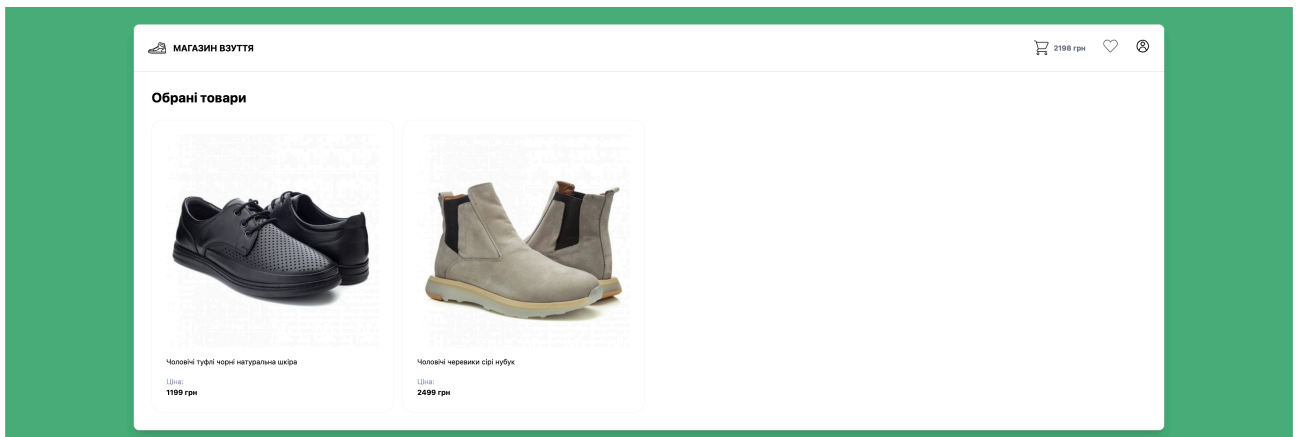 МАГАЗИН ВЗУТТЯ
2198 грн
Обрані товари
Чоловічі туфлі чорні натуральна шкіра
Ціна:
1199 грн
Чоловічі черевики сірі нубук
Ціна:
2499 грн